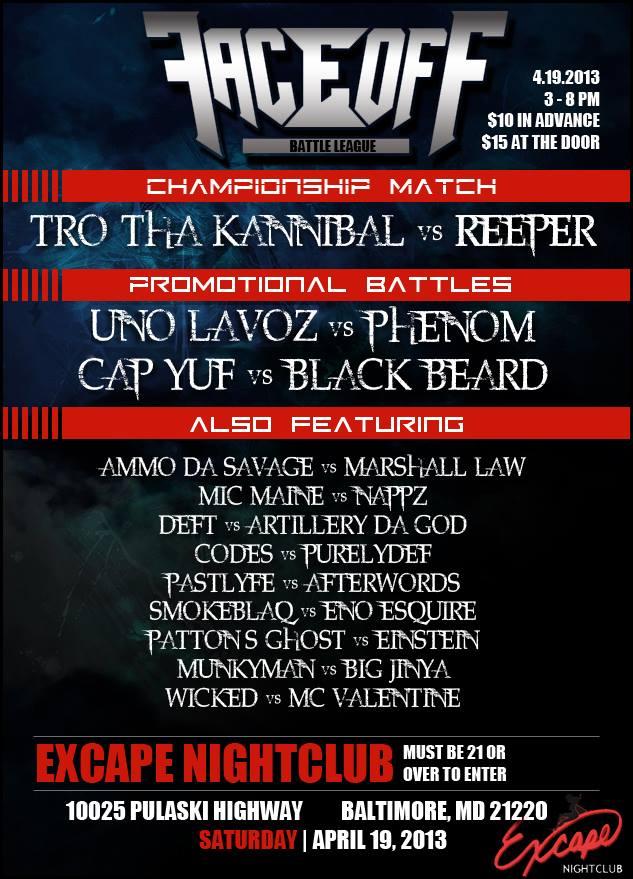 FACEOFF
BATTLE LEAGUE
4.19.2013
3 - 8 PM
$10 IN ADVANCE
$15 AT THE DOOR
CHAMPIONSHIP MATCH
TRO THA KANNIBAL VS REEPER
PROMOTIONAL BATTLES
UNO LAVOZ VS PHENOM
CAP YUF VS BLACK BEARD
ALSO FEATURING
AMMO DA SAVAGE VS MARSHALL LAW
MIC MAINE VS NAPPZ
DEFT VS ARTILLERY DA GOD
CODES VS PURELYDEF
PASTLYFE VS AFTERWORDS
SMOKEBLAQ VS ENO ESQUIRE
PATTON'S GHOST VS EINSTEIN
MUNKYMAN VS BIG JINYA
WICKED VS MC VALENTINE
EXCAPE NIGHTCLUB
MUST BE 21 OR
OVER TO ENTER
10025 PULASKI HIGHWAY BALTIMORE, MD 21220
SATURDAY | APRIL 19, 2013
Excape
NIGHTCLUB